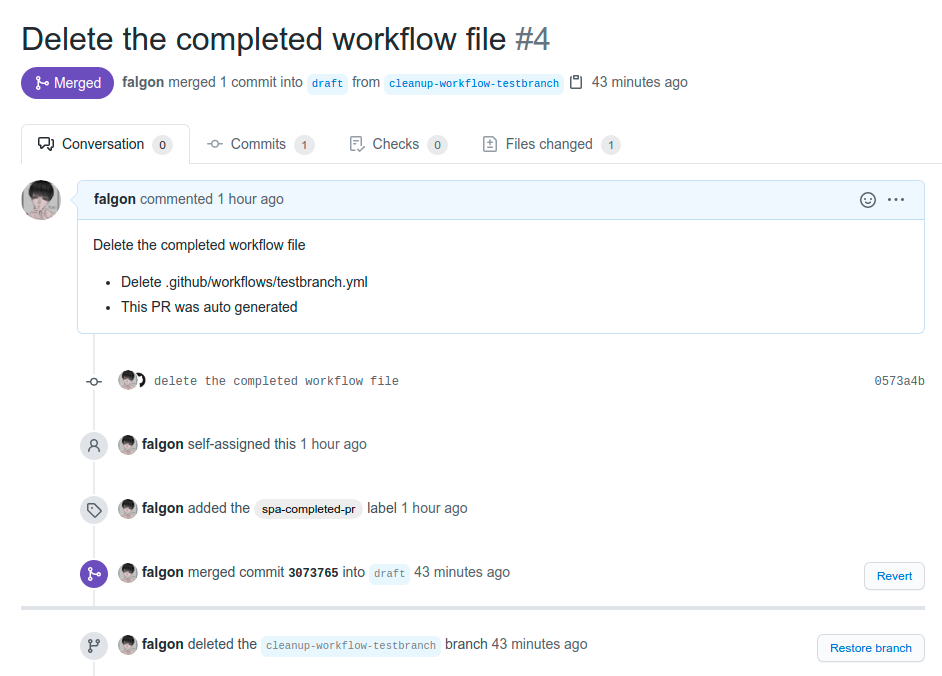 Delete the completed workflow file #4
Merged falgon merged 1 commit into draft from cleanup-workflow-testbranch 43 minutes ago
Conversation 0 Commits 1 Checks 0 Files changed 1
falgon commented 1 hour ago
Delete the completed workflow file
• Delete .github/workflows/testbranch.yml
• This PR was auto generated
delete the completed workflow file 0573a4b
falgon self-assigned this 1 hour ago
falgon added the spa-completed-pr label 1 hour ago
falgon merged commit 3073765 into draft 43 minutes ago Revert
falgon deleted the cleanup-workflow-testbranch branch 43 minutes ago Restore branch